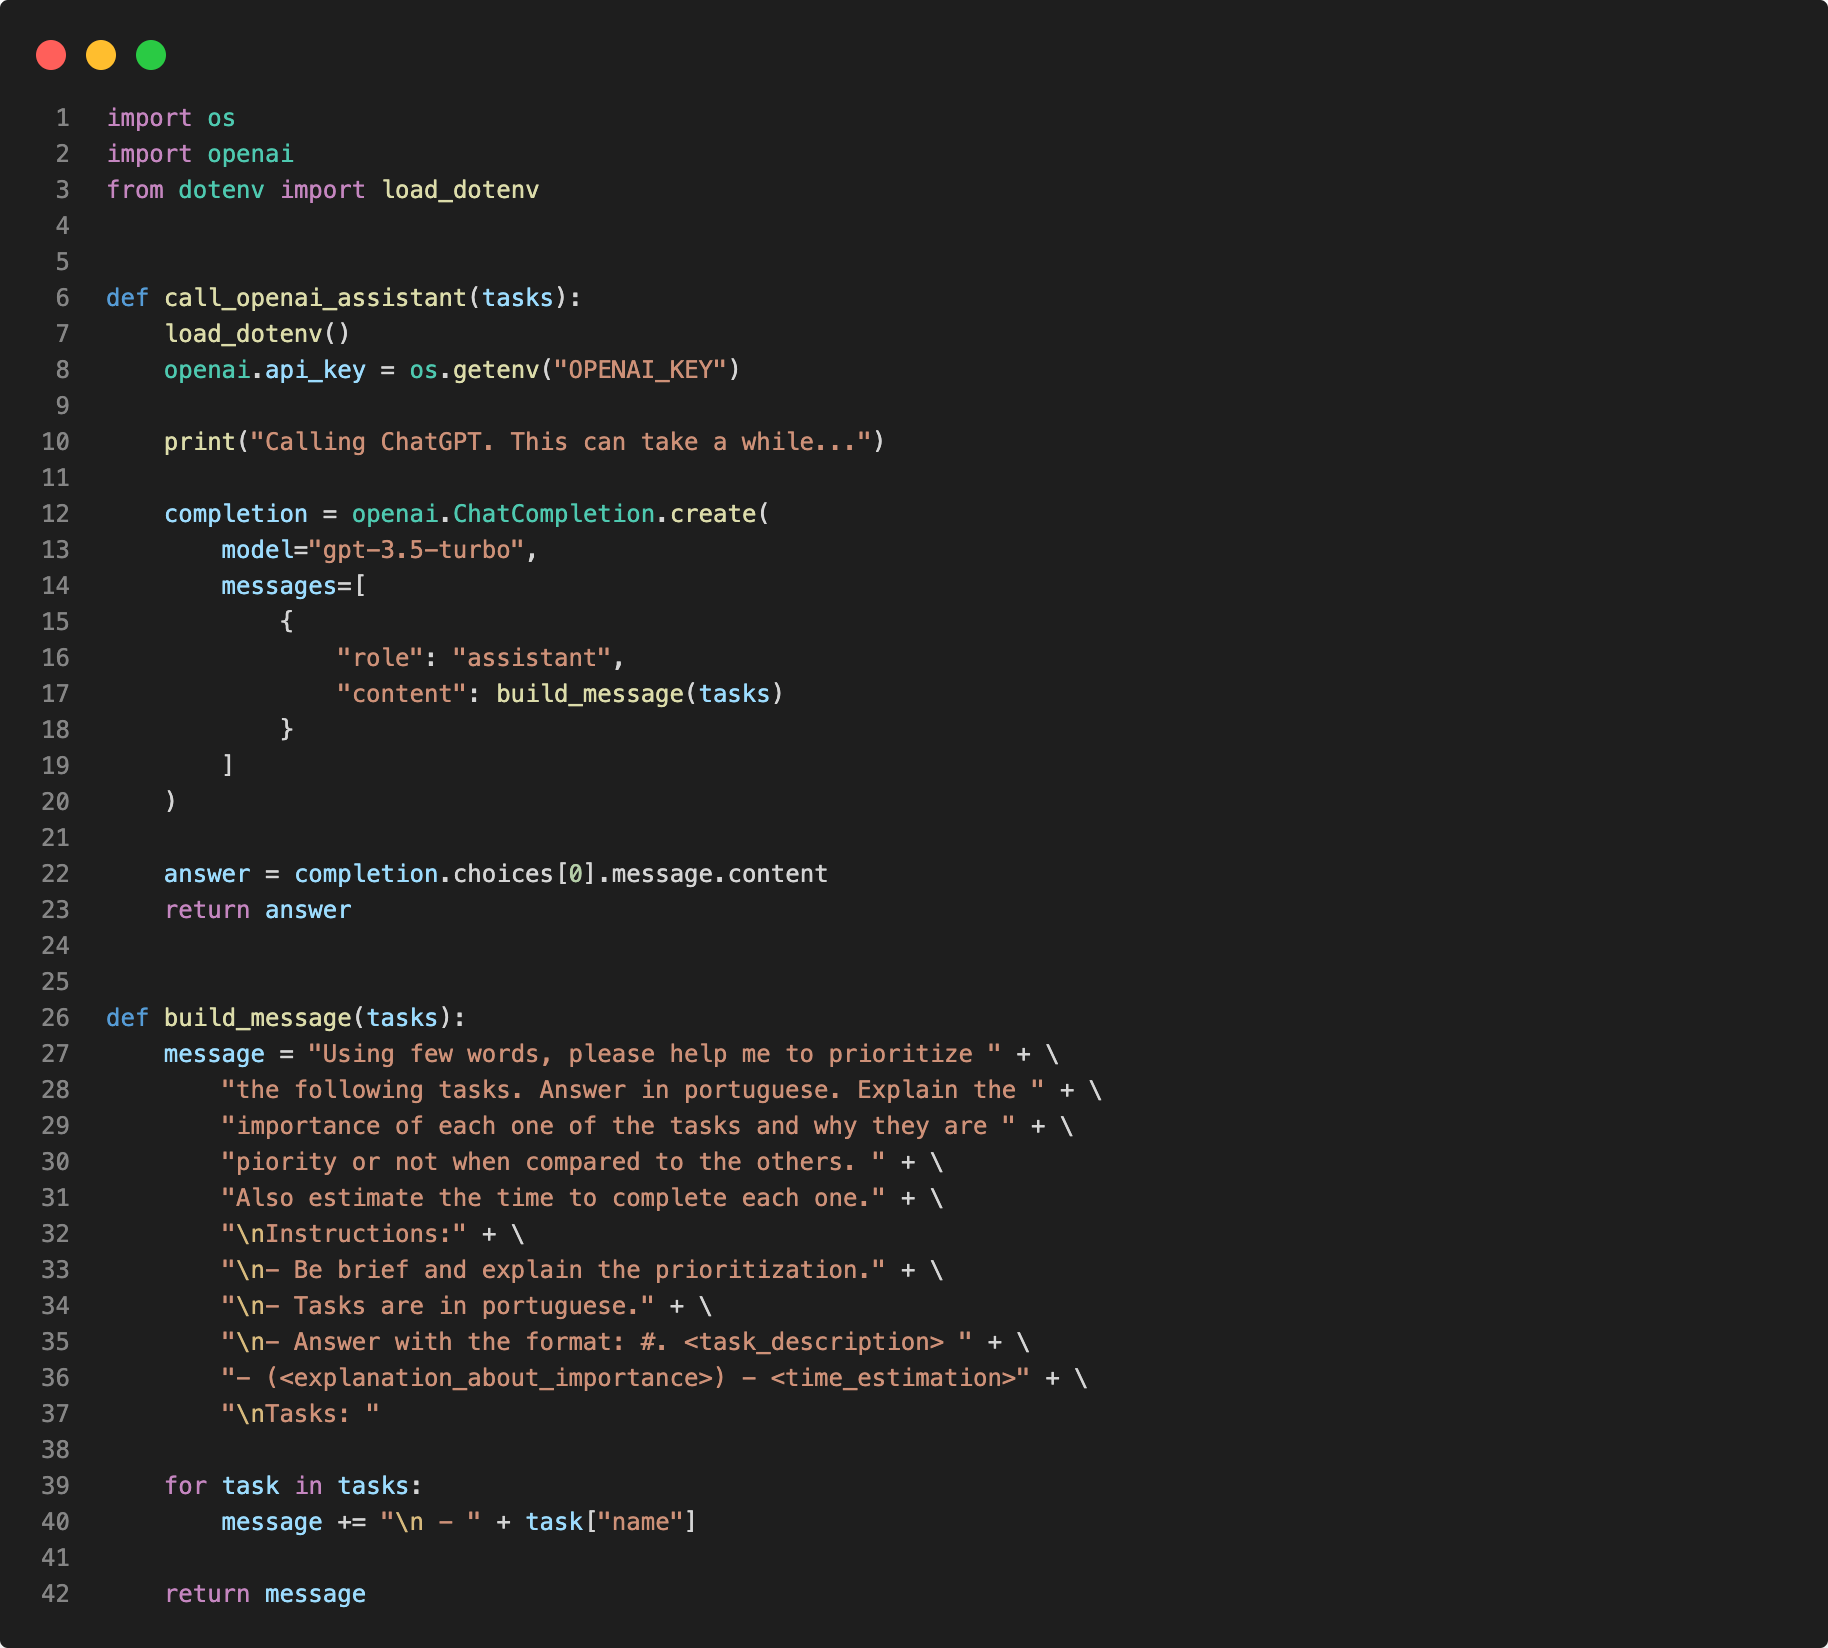 1 import os
2 import openai
3 from dotenv import load_dotenv
4
5
6 def call_openai_assistant(tasks):
7     load_dotenv()
8     openai.api_key = os.getenv("OPENAI_KEY")
9
10     print("Calling ChatGPT. This can take a while...")
11
12     completion = openai.ChatCompletion.create(
13         model="gpt-3.5-turbo",
14         messages=[
15             {
16                 "role": "assistant",
17                 "content": build_message(tasks)
18             }
19         ]
20     )
21
22     answer = completion.choices[0].message.content
23     return answer
24
25
26 def build_message(tasks):
27     message = "Using few words, please help me to prioritize " + \
28         "the following tasks. Answer in portuguese. Explain the " + \
29         "importance of each one of the tasks and why they are " + \
30         "piority or not when compared to the others. " + \
31         "Also estimate the time to complete each one." + \
32         "\nInstructions:" + \
33         "\n- Be brief and explain the prioritization." + \
34         "\n- Tasks are in portuguese." + \
35         "\n- Answer with the format: #. <task_description> " + \
36         "- (<explanation_about_importance>) - <time_estimation>" + \
37         "\nTasks: "
38
39     for task in tasks:
40         message += "\n - " + task["name"]
41
42     return message